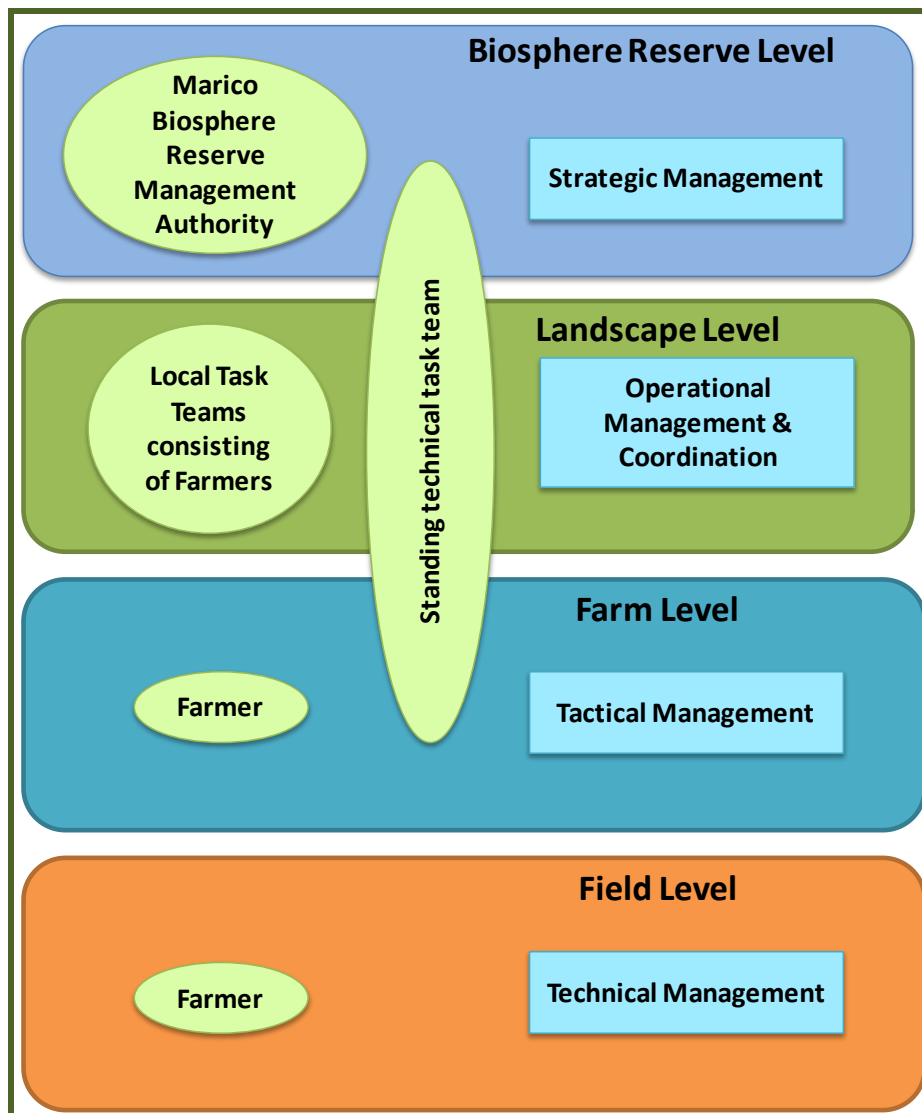 Biosphere Reserve Level
Marico
Biosphere
Reserve
Management
Authority
Strategic Management
Standing technical task team
Landscape Level
Local Task
Teams
consisting
of Farmers
Operational
Management &
Coordination
Farm Level
Farmer
Tactical Management
Field Level
Farmer
Technical Management